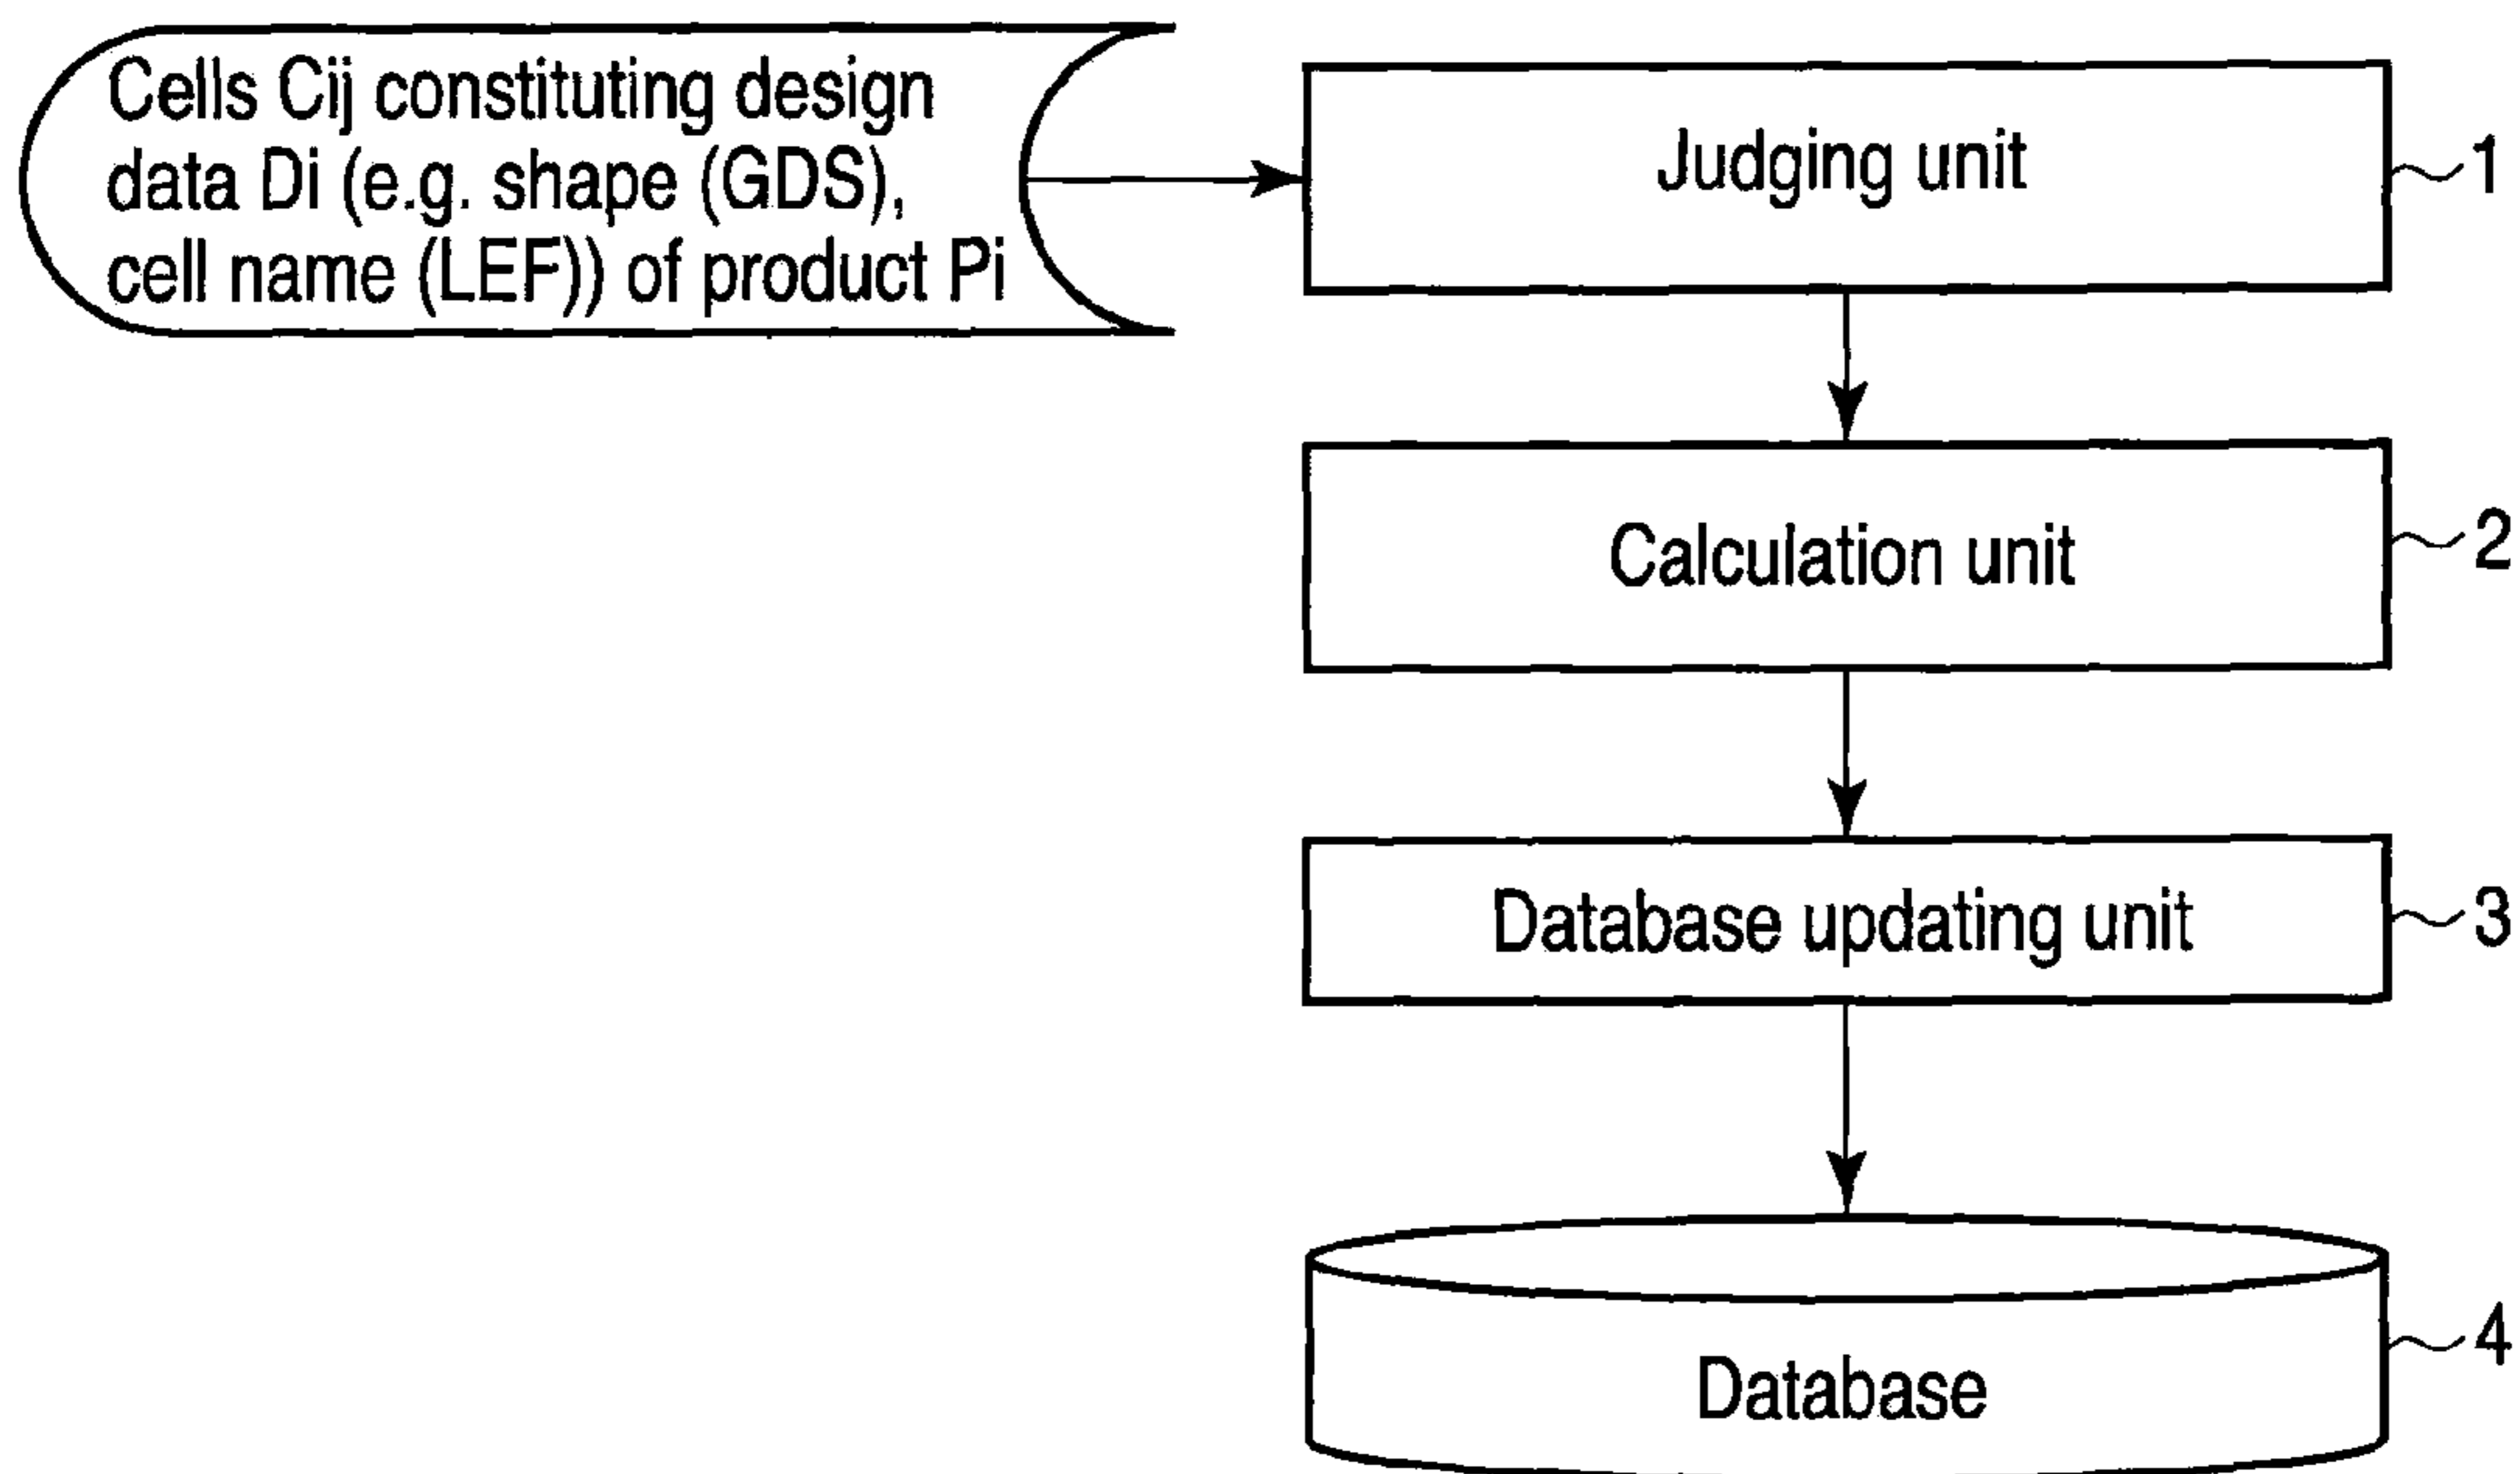 Cells Cij constituting design
data Di (e.g. shape (GDS),
cell name (LEF)) of product Pi
Judging unit
1
Calculation unit
2
Database updating unit
3
Database
4